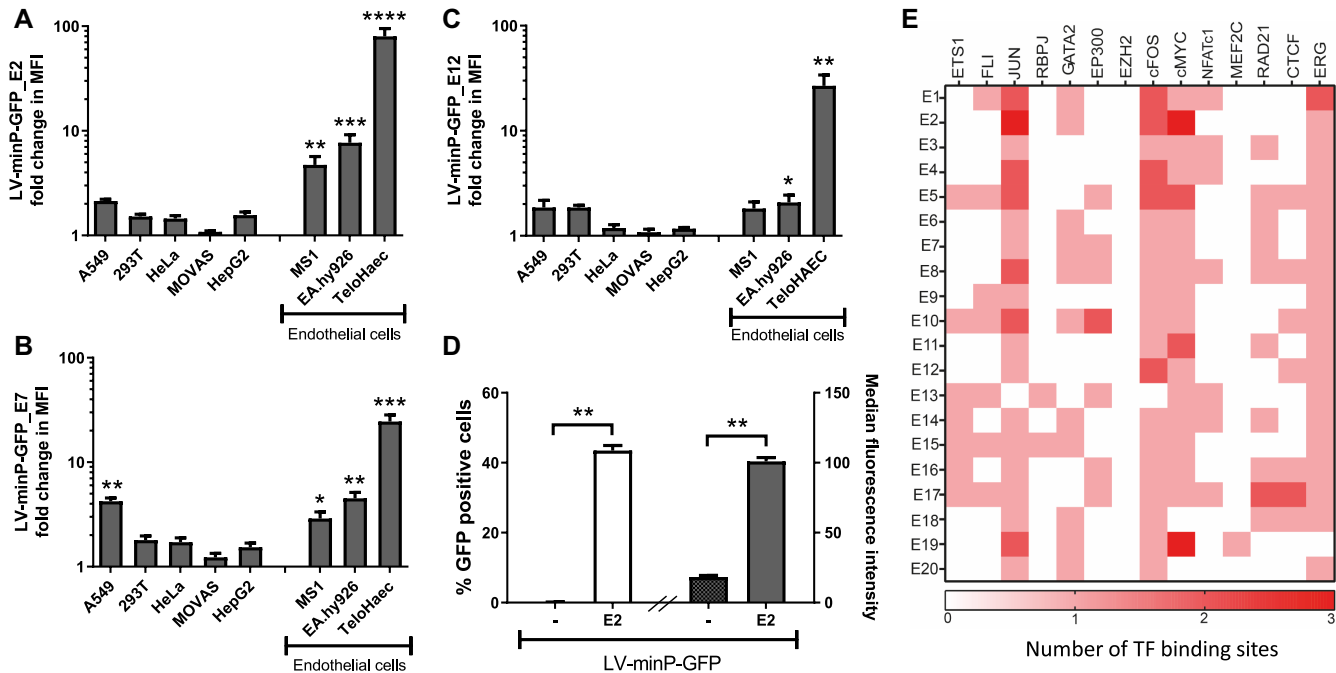 A
LV-minP-GFP_E2
fold change in MFI
100
10
1
**
***
****
A549
293T
HeLa
MOVAS
HepG2
MS1
EA.hy926
TeloHaec
Endothelial cells
B
LV-minP-GFP_E7
fold change in MFI
100
10
1
**
*
**
***
A549
293T
HeLa
MOVAS
HepG2
MS1
EA.hy926
TeloHaec
Endothelial cells
C
LV-minP-GFP_E12
fold change in MFI
100
10
1
*
**
A549
293T
HeLa
MOVAS
HepG2
MS1
EA.hy926
TeloHAEC
Endothelial cells
D
% GFP positive cells
60
40
20
0
**
**
Median fluorescence intensity
150
100
50
0
-
E2
-
E2
LV-minP-GFP
E
ETS1
FLI
JUN
RBPJ
GATA2
EP300
EZH2
cFOS
cMYC
NFATc1
MEF2C
RAD21
CTCF
ERG
E1
E2
E3
E4
E5
E6
E7
E8
E9
E10
E11
E12
E13
E14
E15
E16
E17
E18
E19
E20
0 1 2 3
Number of TF binding sites